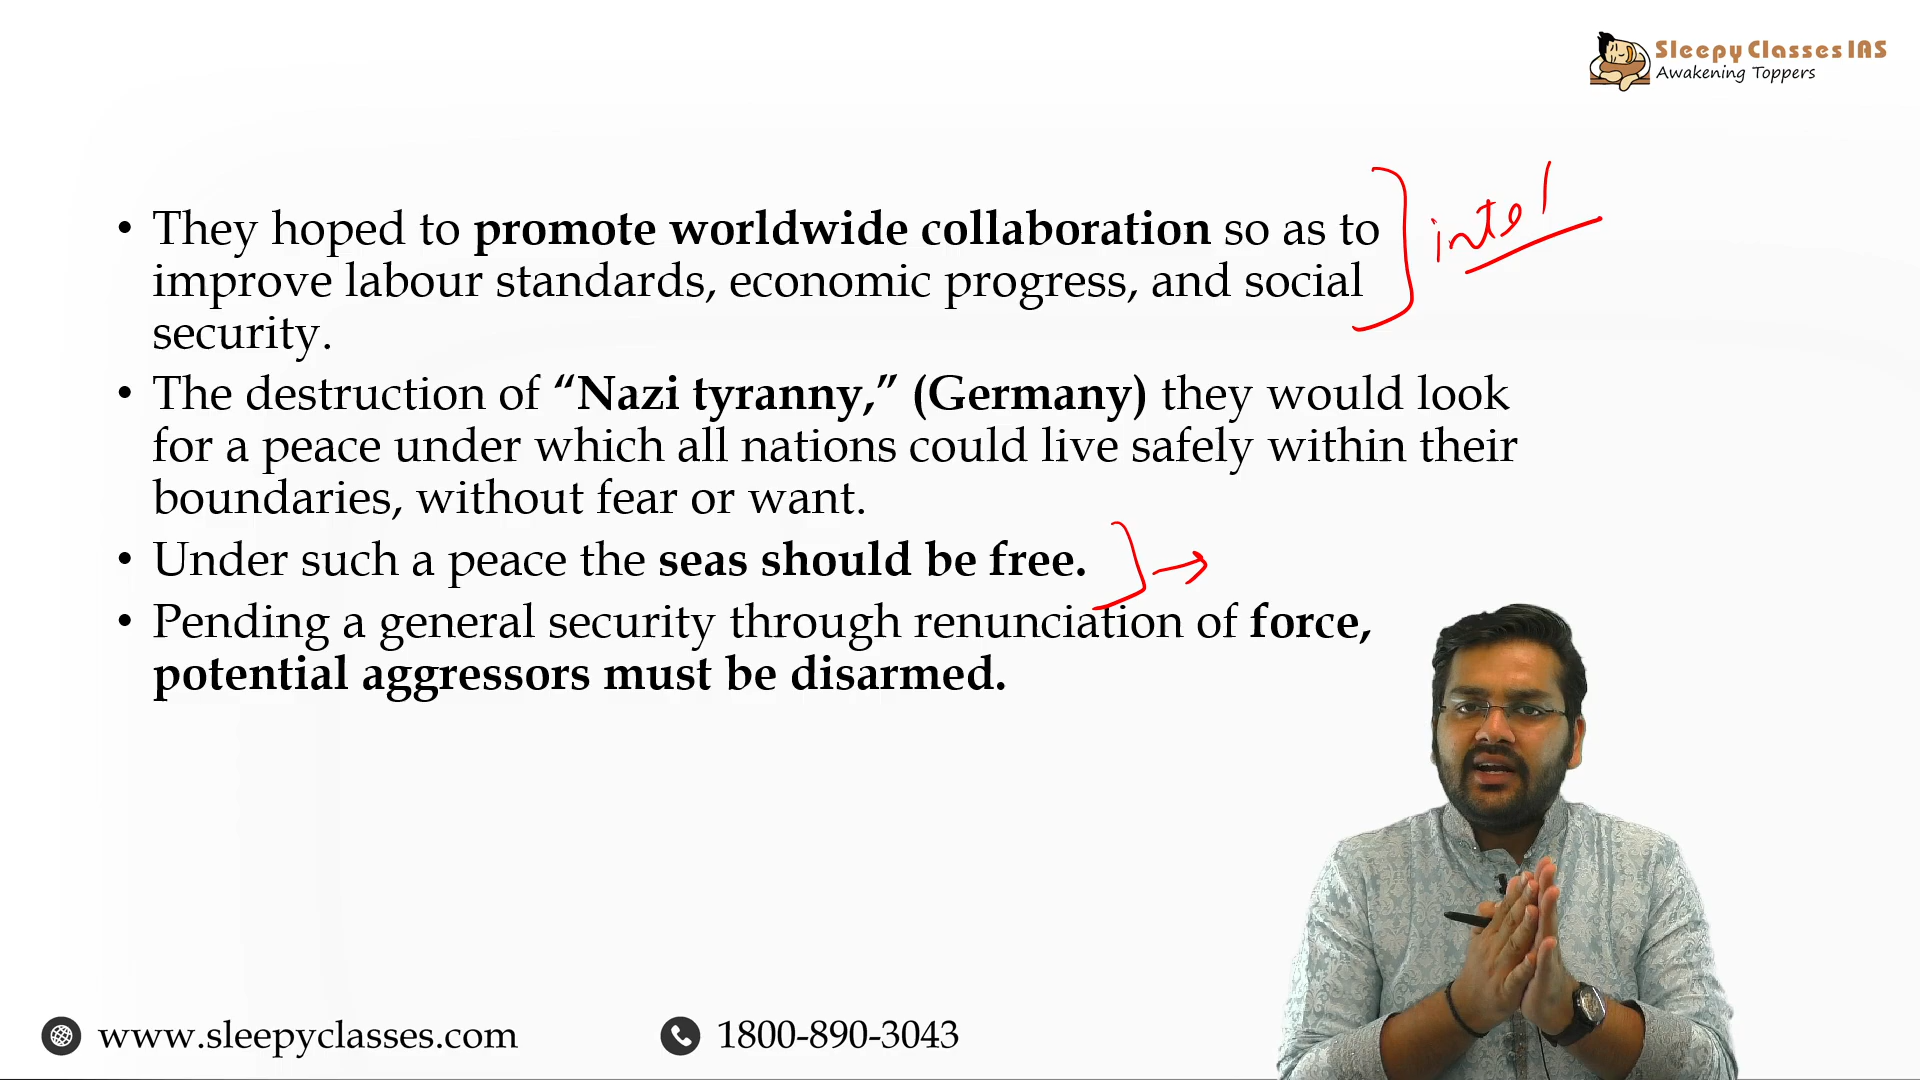 Sleepy Classes IAS
Awakening Toppers
• They hoped to promote worldwide collaboration so as to
improve labour standards, economic progress, and social
security.
• The destruction of “Nazi tyranny,” (Germany) they would look
for a peace under which all nations could live safely within their
boundaries, without fear or want.
• Under such a peace the seas should be free.
• Pending a general security through renunciation of force,
potential aggressors must be disarmed.
www.sleepyclasses.com
1800-890-3043